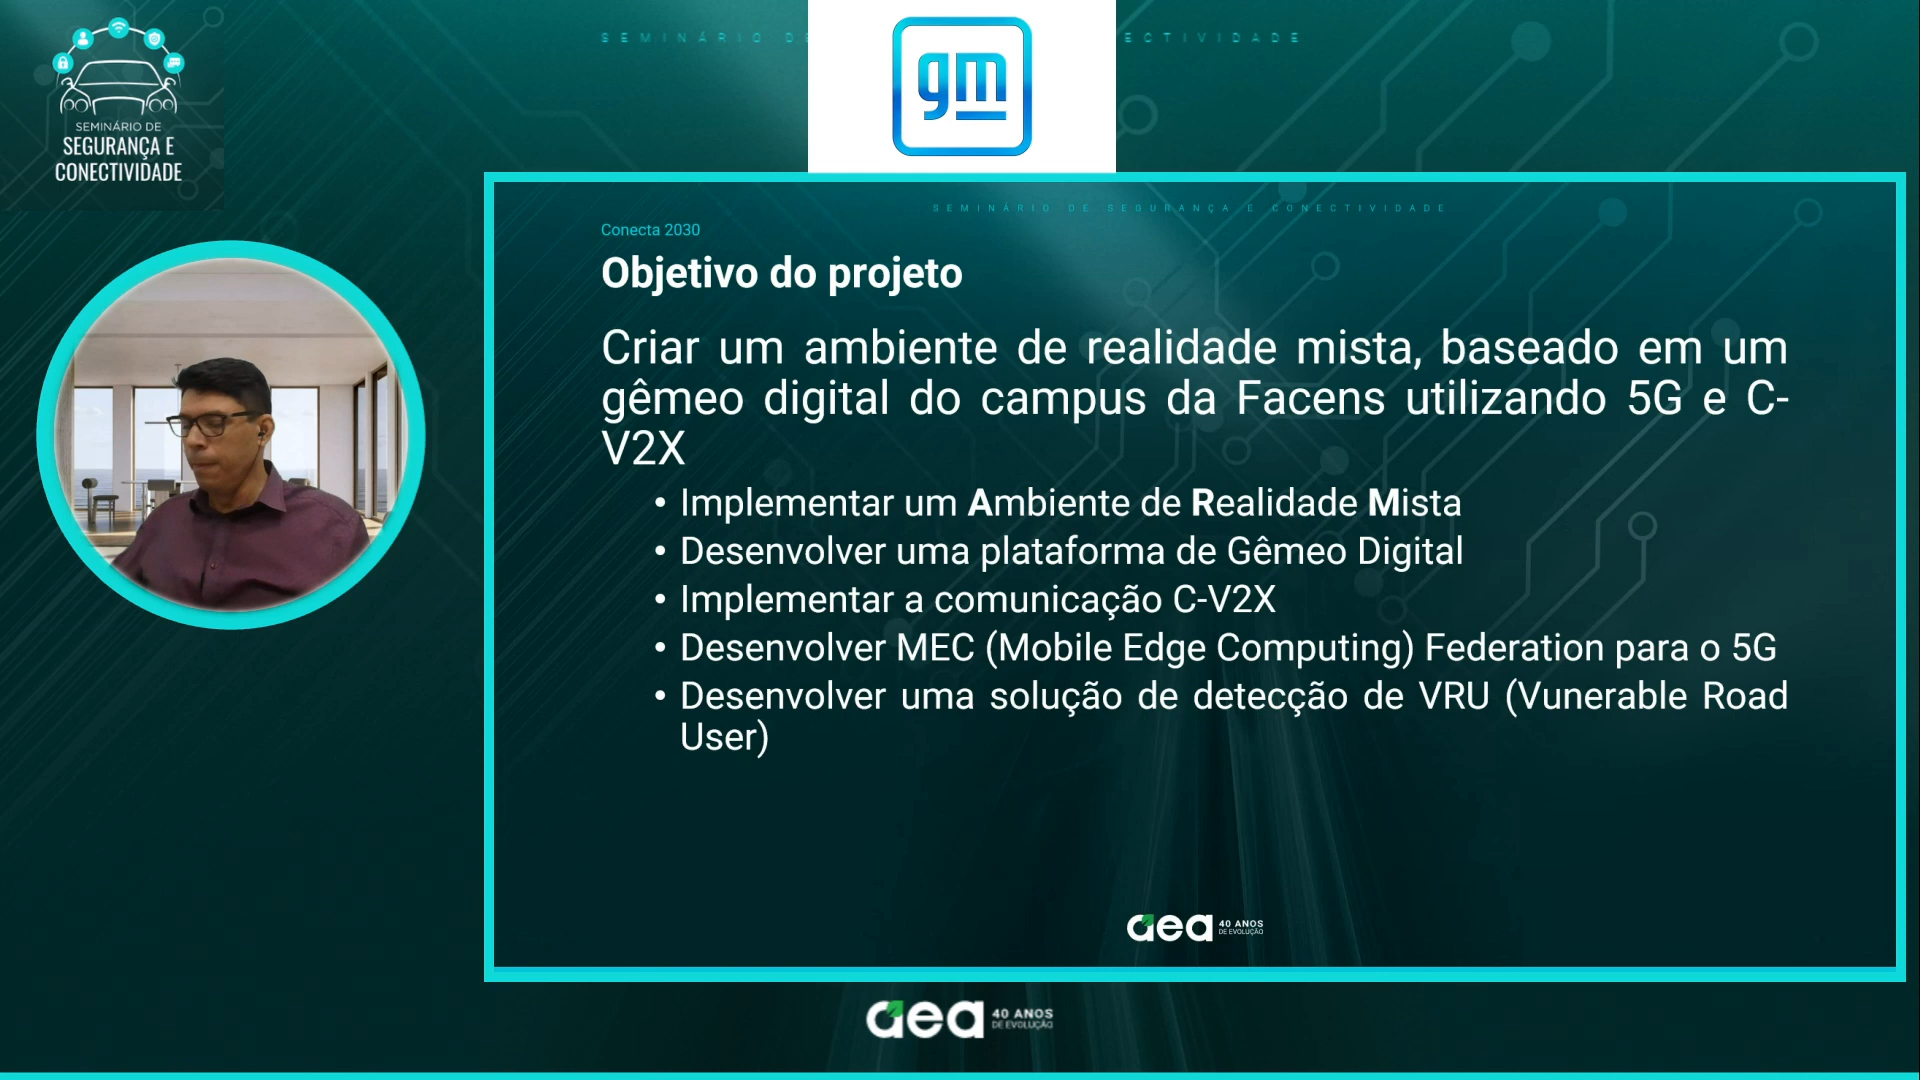 SEMINÁRIO DE
SEGURANÇA E
CONECTIVIDADE
SEMINÁRIO DE
ECTIVIDADE
gm
SEMINÁRIO DE SEGURANÇA E CONECTIVIDADE
Conecta 2030
Objetivo do projeto
Criar um ambiente de realidade mista, baseado em um
gêmeo digital do campus da Facens utilizando 5G e C-
V2X
• Implementar um Ambiente de Realidade Mista
• Desenvolver uma plataforma de Gêmeo Digital
• Implementar a comunicação C-V2X
• Desenvolver MEC (Mobile Edge Computing) Federation para o 5G
• Desenvolver uma solução de detecção de VRU (Vunerable Road
User)
aea 40 ANOS
DE EVOLUÇÃO
aea 40 ANOS
DE EVOLUÇÃO